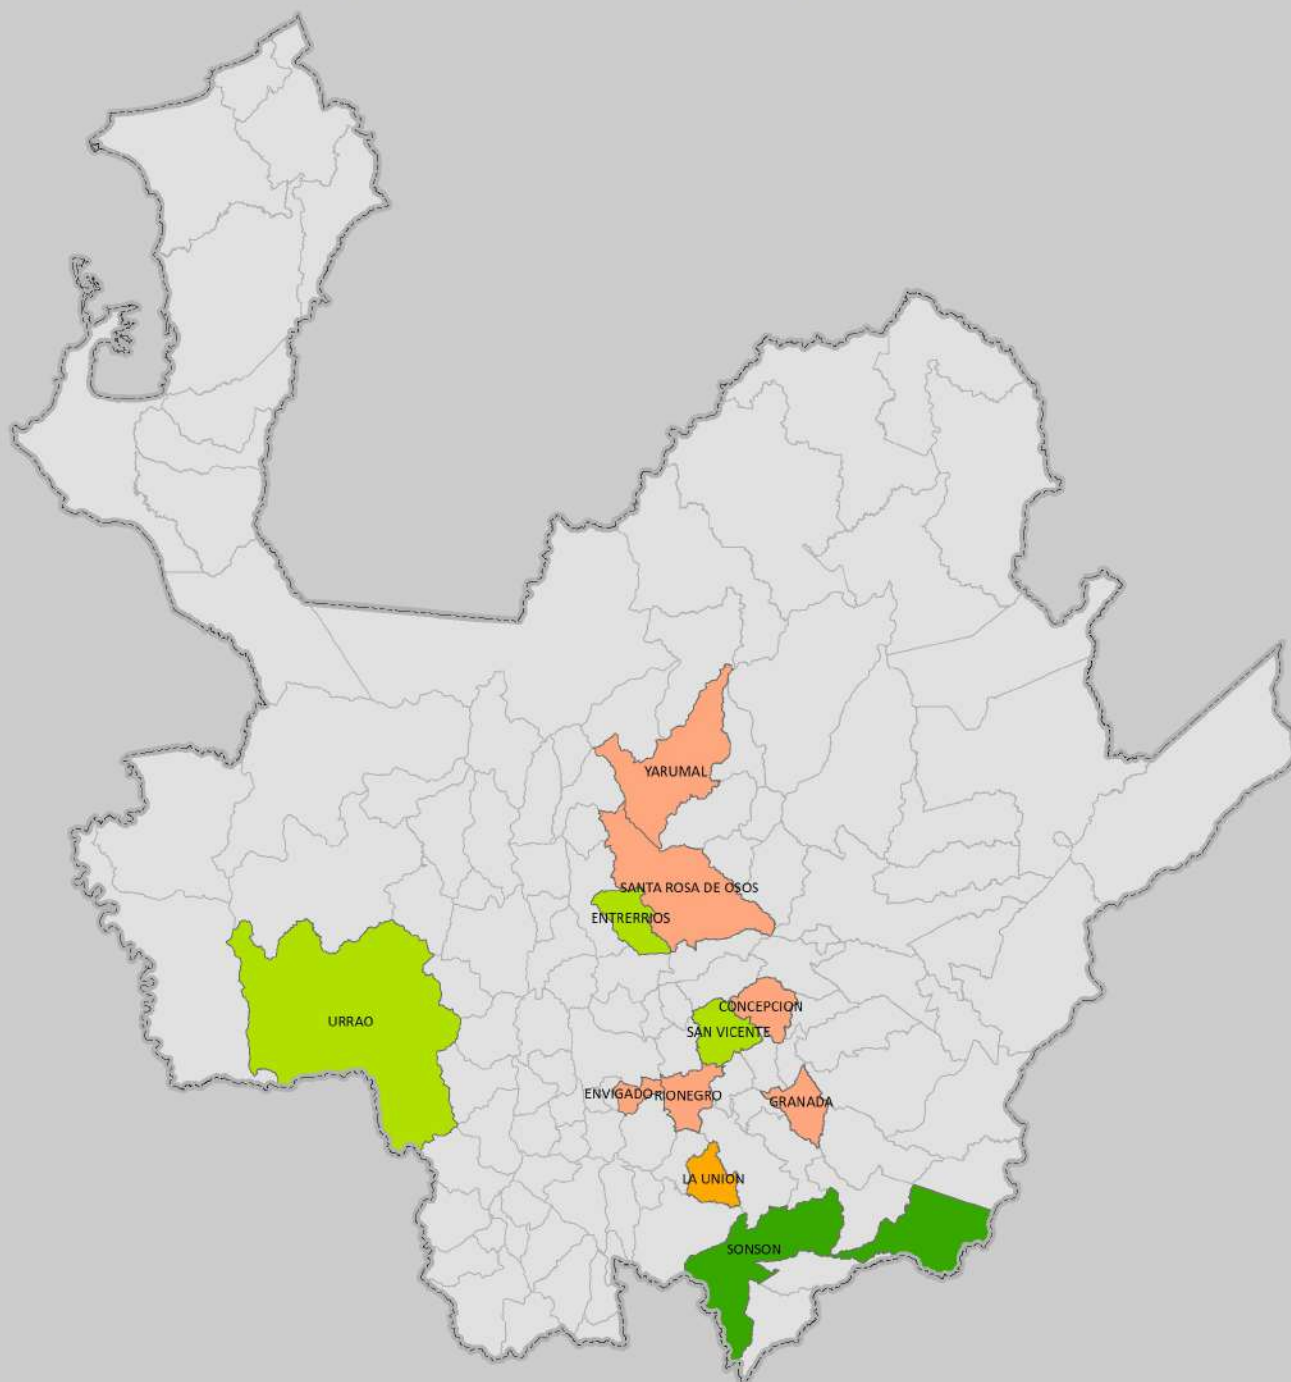 YARUMAL
SANTA ROSA DE OSOS
ENTRERRIOS
CONCEPCION
URRAO
SAN VICENTE
ENVIGADO
RIONEGRO
GRANADA
LA UNION
SONSON